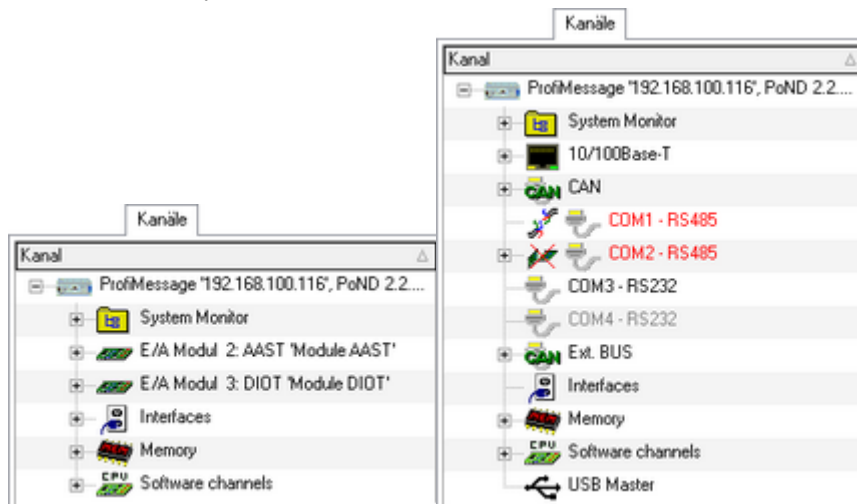 Kanäle
Kanal
ProfiMessage "192.168.100.116", PoND 2.2....
System Monitor
E/A Modul 2: AAST 'Module AAST'
E/A Modul 3: DIOT 'Module DIOT'
Interfaces
Memory
CPU
Software channels
Kanäle
Kanal
ProfiMessage "192.168.100.116", PoND 2.2....
System Monitor
10/100Base-T
CAN CAN
COM1 - RS485
COM2 - RS485
COM3 - RS232
COM4 - RS232
CAN Ext. BUS
Interfaces
Memory
CPU
Software channels
USB Master